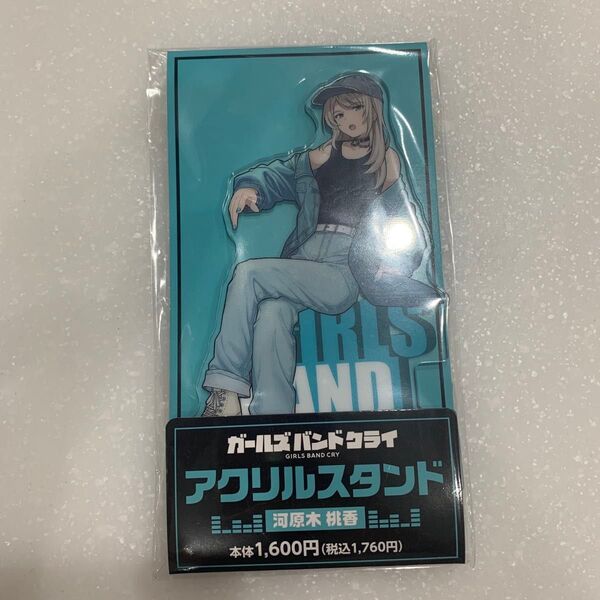 GIRLS
AND
ガールズバンドクライ
GIRLS BAND CRY
アクリルスタンド
河原木 桃香
本体1,600円(税込1,760円)